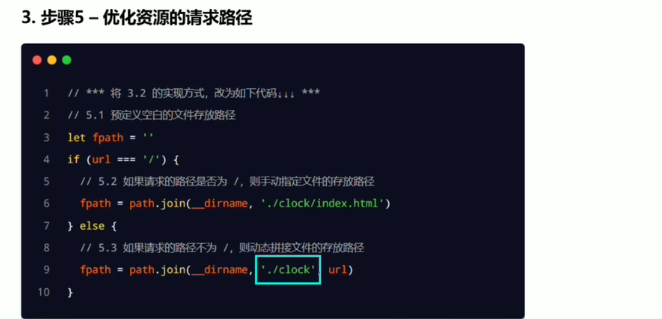 3. 步骤5 – 优化资源的请求路径
1 // *** 将 3.2 的实现方式，改为如下代码↓↓↓ ***
2 // 5.1 预定义空白的文件存放路径
3 let fpath = ''
4 if (url === '/') {
5 // 5.2 如果请求的路径是否为 /，则手动指定文件的存放路径
6 fpath = path.join(__dirname, './clock/index.html')
7 } else {
8 // 5.3 如果请求的路径不为 /，则动态拼接文件的存放路径
9 fpath = path.join(__dirname, './clock', url)
10 }